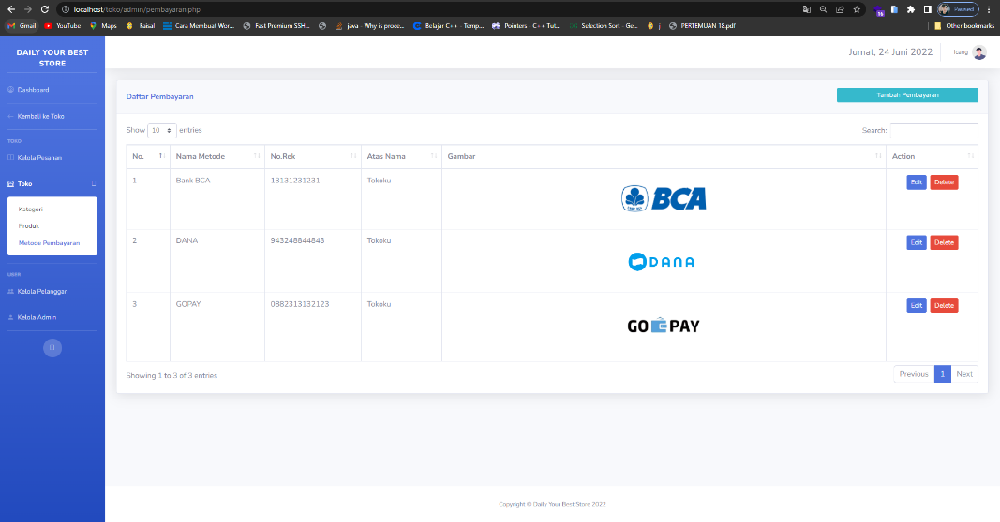 localhost/toko/admin/pembayaran.php
16
Paused
Gmail
YouTube
Maps
Faisal
Cara Membuat Wor...
Fast Premium SSH...
java - Why is proce...
Belajar C++ - Temp...
Pointers - C++ Tut...
Selection Sort - Ge...
j
PERTEMUAN 18.pdf
Other bookmarks
DAILY YOUR BEST
STORE
Dashboard
Kembali ke Toko
TOKO
Kelola Pesanan
Toko
Kategori
Produk
Metode Pembayaran
USER
Kelola Pelanggan
Kelola Admin
Jumat, 24 Juni 2022
icang
Daftar Pembayaran
Tambah Pembayaran
Show 10 entries
Search:
No. Nama Metode No.Rek Atas Nama Gambar Action
1 Bank BCA 13131231231 Tokoku BCA Edit Delete
2 DANA 943248844843 Tokoku DANA Edit Delete
3 GOPAY 0882313132123 Tokoku GO PAY Edit Delete
Showing 1 to 3 of 3 entries
Previous 1 Next
Copyright © Daily Your Best Store 2022